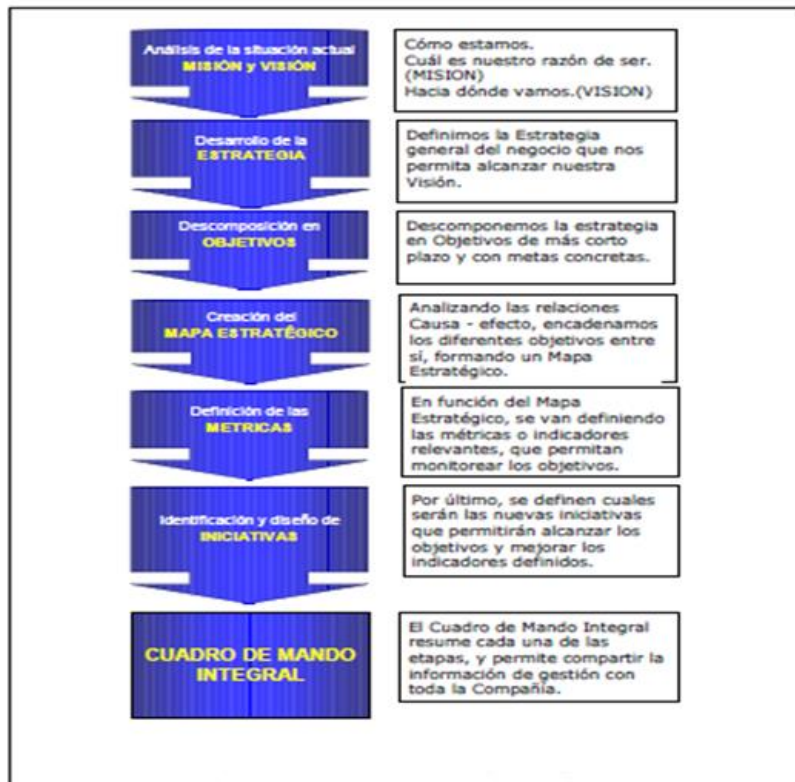 Análisis de la situación actual
MISIÓN y VISIÓN
Cómo estamos.
Cuál es nuestro razón de ser.
(MISION)
Hacia dónde vamos.(VISION)
Desarrollo de la
ESTRATEGIA
Definimos la Estrategia
general del negocio que nos
permita alcanzar nuestra
Visión.
Descomposición en
OBJETIVOS
Descomponemos la estrategia
en Objetivos de más corto
plazo y con metas concretas.
Creación del
MAPA ESTRATÉGICO
Analizando las relaciones
Causa - efecto, encadenamos
los diferentes objetivos entre
sí, formando un Mapa
Estratégico.
Definición de las
METRICAS
En función del Mapa
Estratégico, se van definiendo
las métricas o indicadores
relevantes, que permitan
monitorear los objetivos.
Identificación y diseño de
INICIATIVAS
Por último, se definen cuales
serán las nuevas iniciativas
que permitirán alcanzar los
objetivos y mejorar los
indicadores definidos.
CUADRO DE MANDO
INTEGRAL
El Cuadro de Mando Integral
resume cada una de las
etapas, y permite compartir la
información de gestión con
toda la Compañía.